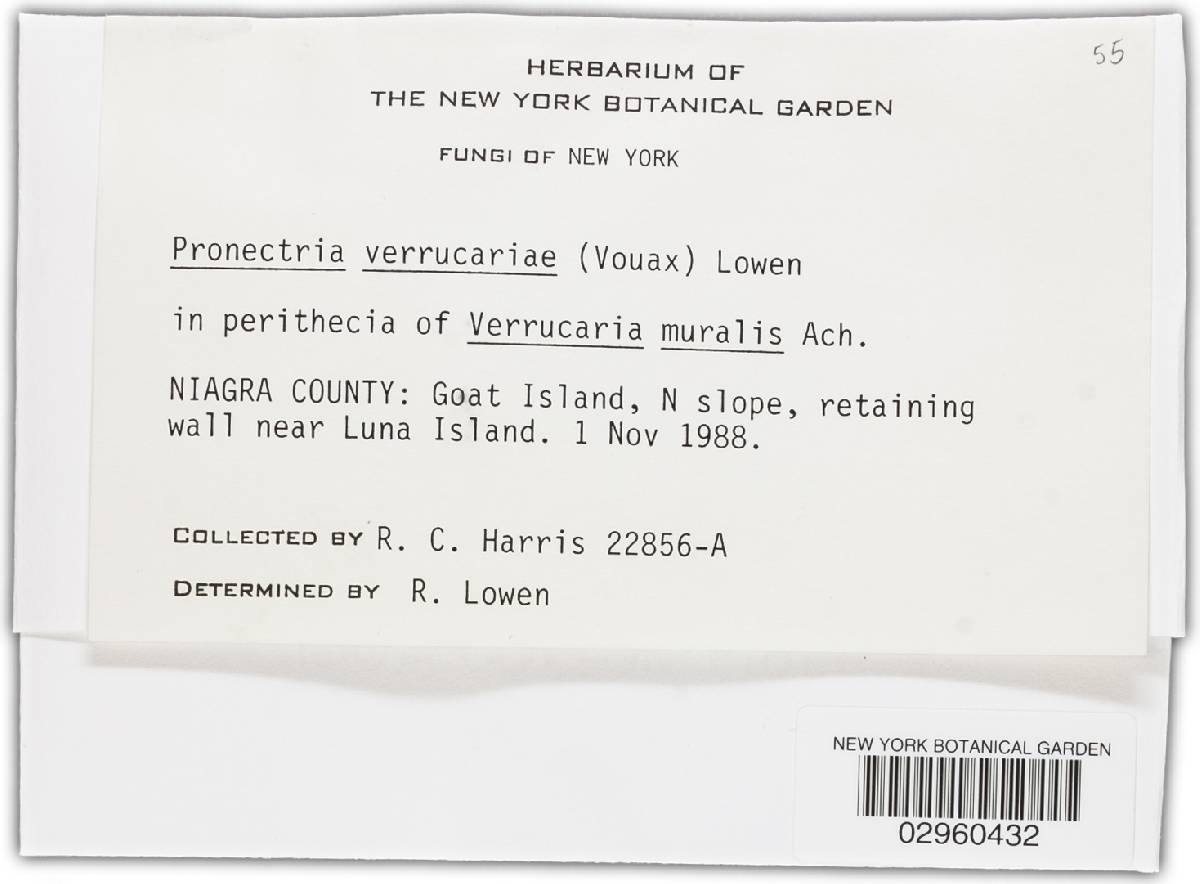 55
HERBARIUM OF
THE NEW YORK BOTANICAL GARDEN
FUNGI OF NEW YORK
Pronectria verrucariae (Vouax) Lowen
in perithecia of Verrucaria muralis Ach.
NIAGRA COUNTY: Goat Island, N slope, retaining
wall near Luna Island. 1 Nov 1988.
COLLECTED BY R. C. Harris 22856-A
DETERMINED BY R. Lowen
NEW YORK BOTANICAL GARDEN
02960432